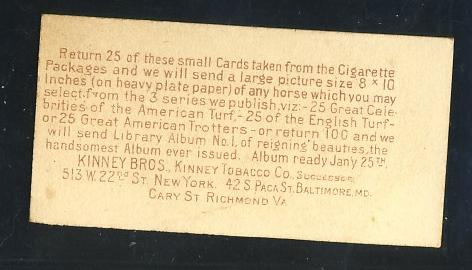 Return 25 of these small Cards taken from the Cigarette
Packages and we will send a large picture size 8 × 10
Inches (on heavy plate paper) of any horse which you may
select. from the 3 series we publish, viz:- 25 Great Cele-
brities of the American Turf,- 25 of the English Turf-
or 25 Great American Trotters - or return 100 and we
will send Library Album No. 1, of reigning beauties, the
handsomest Album ever issued. Album ready Jan'y 25TH.
KINNEY BROS., KINNEY TOBACCO CO., SUCCESSOR,
513 W. 22ND ST. NEW YORK. 42 S. PACA ST. BALTIMORE, MD.
CARY ST RICHMOND VA